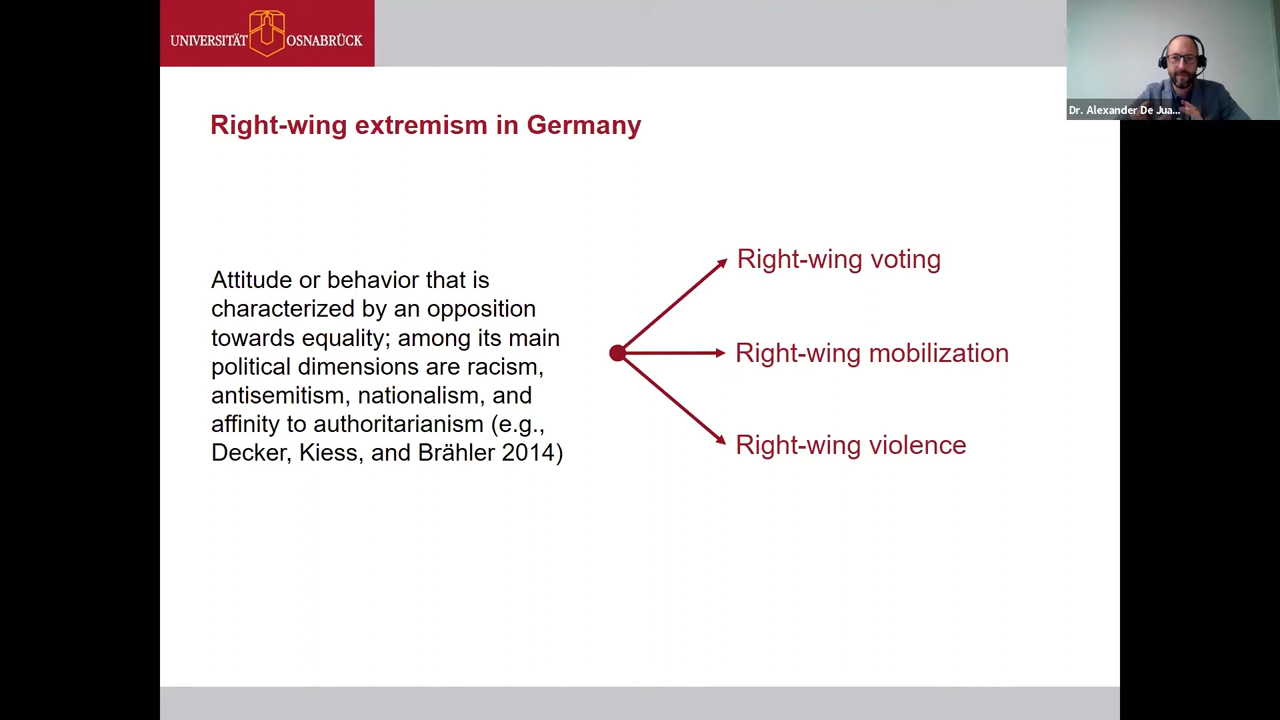 UNIVERSITÄT OSNABRÜCK
Dr. Alexander De Jua...
Right-wing extremism in Germany
Attitude or behavior that is
characterized by an opposition
towards equality; among its main
political dimensions are racism,
antisemitism, nationalism, and
affinity to authoritarianism (e.g.,
Decker, Kiess, and Brähler 2014)
Right-wing voting
Right-wing mobilization
Right-wing violence